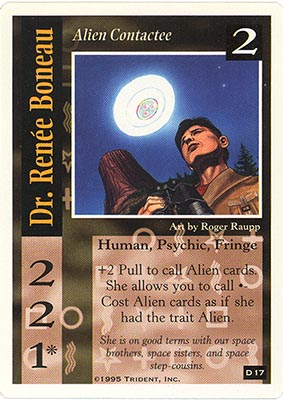 Dr. Renée Boneau
Alien Contactee
2
Art by Roger Raupp
Human, Psychic, Fringe
+2 Pull to call Alien cards.
She allows you to call •-
Cost Alien cards as if she
had the trait Alien.
She is on good terms with our space
brothers, space sisters, and space
step-cousins.
2
2
1*
©1995 TRIDENT, INC.
D 17